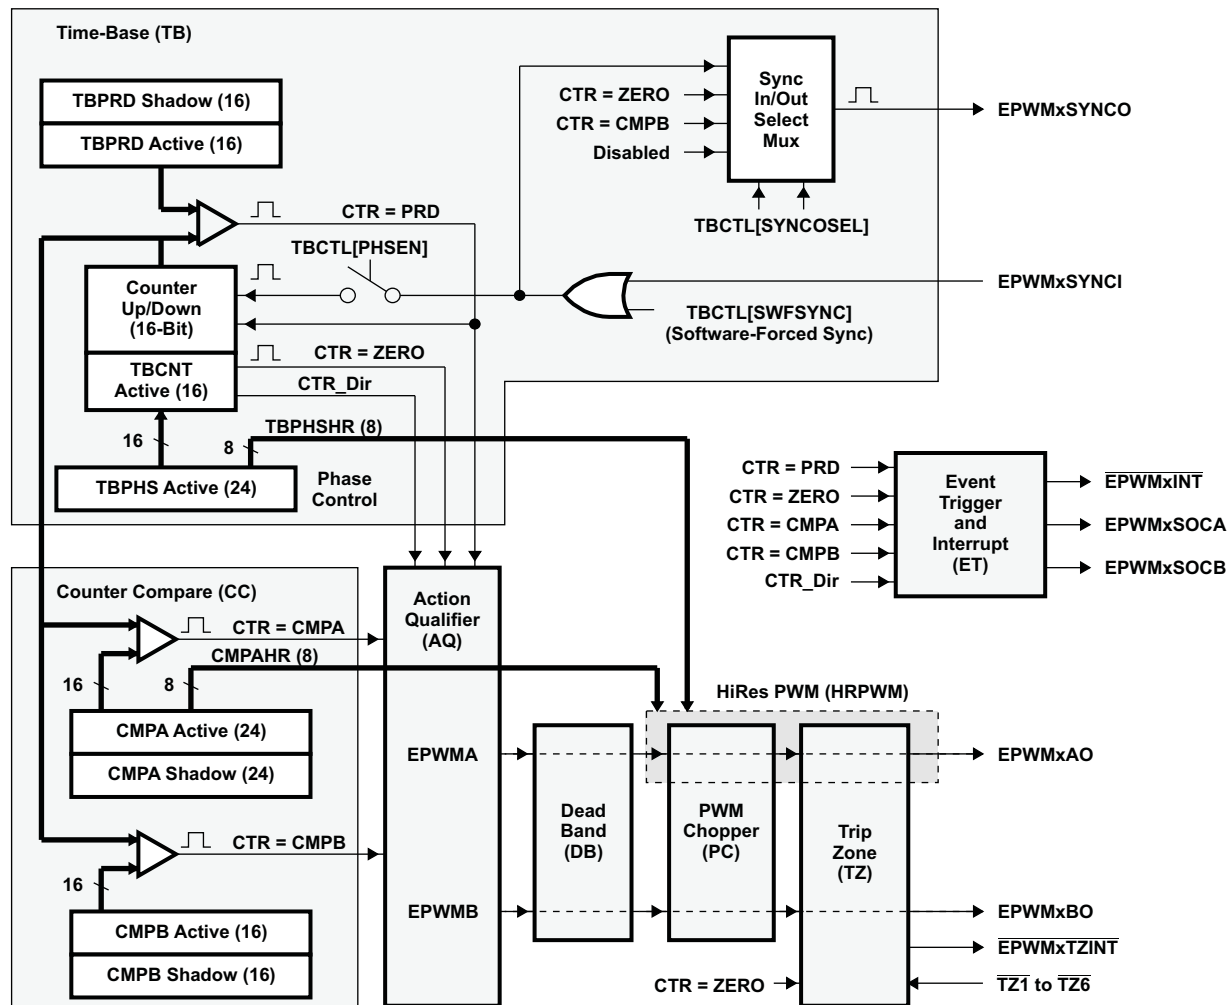 Time-Base (TB)
TBPRD Shadow (16)
TBPRD Active (16)
CTR = ZERO
CTR = CMPB
Disabled
Sync
In/Out
Select
Mux
EPWMxSYNCO
TBCTL[SYNCOSEL]
CTR = PRD
TBCTL[PHSEN]
EPWMxSYNCI
TBCTL[SWFSYNC]
(Software-Forced Sync)
Counter
Up/Down
(16-Bit)
TBCNT
Active (16)
CTR = ZERO
CTR_Dir
16
8
TBPHSHR (8)
TBPHS Active (24)
Phase
Control
CTR = PRD
CTR = ZERO
CTR = CMPA
CTR = CMPB
CTR_Dir
Event
Trigger
and
Interrupt
(ET)
EPWMxINT
EPWMxSOCA
EPWMxSOCB
Counter Compare (CC)
CTR = CMPA
16
8
CMPAHR (8)
CMPA Active (24)
CMPA Shadow (24)
CTR = CMPB
16
CMPB Active (16)
CMPB Shadow (16)
Action
Qualifier
(AQ)
EPWMA
EPWMB
HiRes PWM (HRPWM)
Dead
Band
(DB)
PWM
Chopper
(PC)
Trip
Zone
(TZ)
EPWMxAO
EPWMxBO
EPWMxTZINT
TZ1 to TZ6
CTR = ZERO